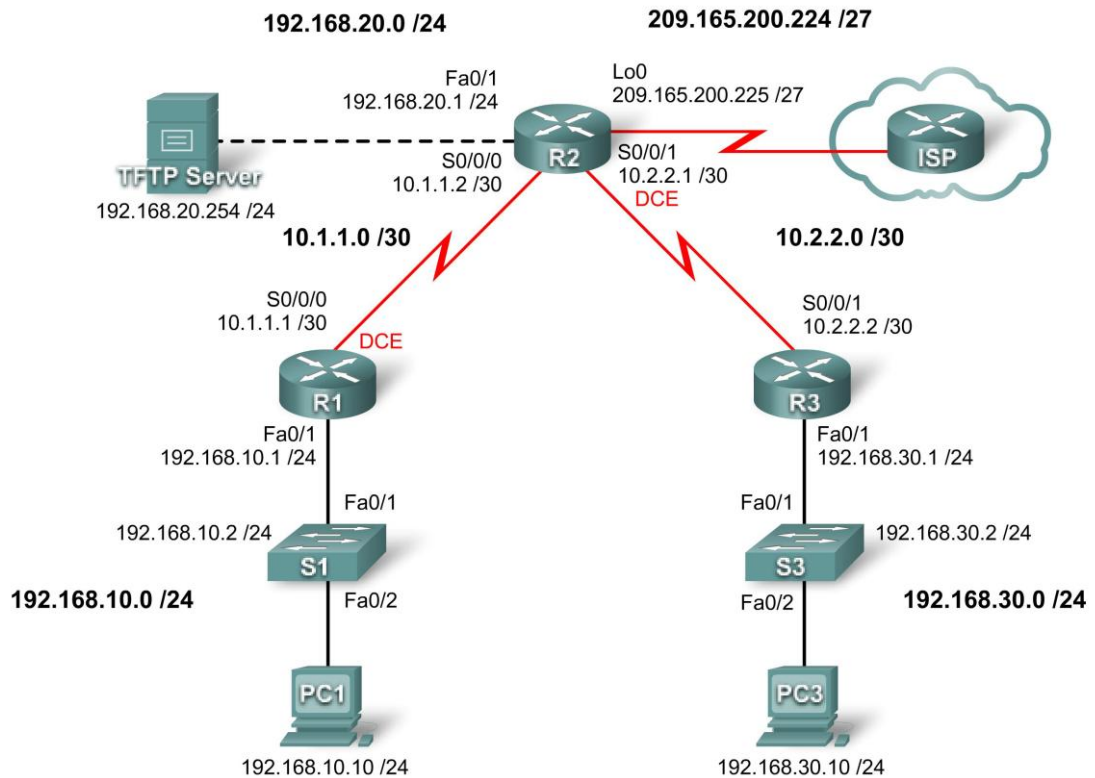 192.168.20.0 /24
209.165.200.224 /27
Fa0/1
192.168.20.1 /24
Lo0
209.165.200.225 /27
TFTP Server
192.168.20.254 /24
S0/0/0
10.1.1.2 /30
R2
S0/0/1
10.2.2.1 /30
DCE
ISP
10.1.1.0 /30
10.2.2.0 /30
S0/0/0
10.1.1.1 /30
DCE
S0/0/1
10.2.2.2 /30
R1
R3
Fa0/1
192.168.10.1 /24
Fa0/1
192.168.30.1 /24
Fa0/1
192.168.10.2 /24
S1
Fa0/1
192.168.30.2 /24
S3
192.168.10.0 /24
Fa0/2
Fa0/2
192.168.30.0 /24
PC1
PC3
192.168.10.10 /24
192.168.30.10 /24